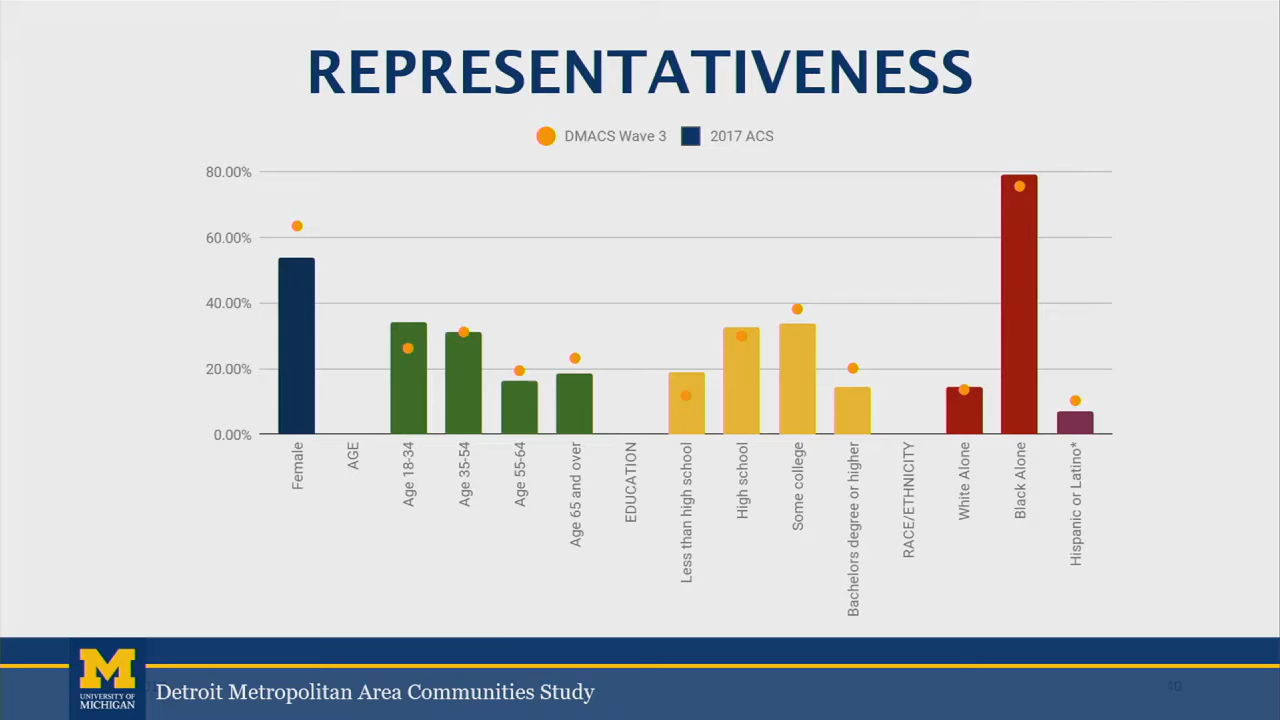 REPRESENTATIVENESS
DMACS Wave 3
2017 ACS
80.00%
60.00%
40.00%
20.00%
0.00%
Female
AGE
Age 18-34
Age 35-54
Age 55-64
Age 65 and over
EDUCATION
Less than high school
High school
Some college
Bachelors degree or higher
RACE/ETHNICITY
White Alone
Black Alone
Hispanic or Latino*
M
UNIVERSITY OF
MICHIGAN
Detroit Metropolitan Area Communities Study
40